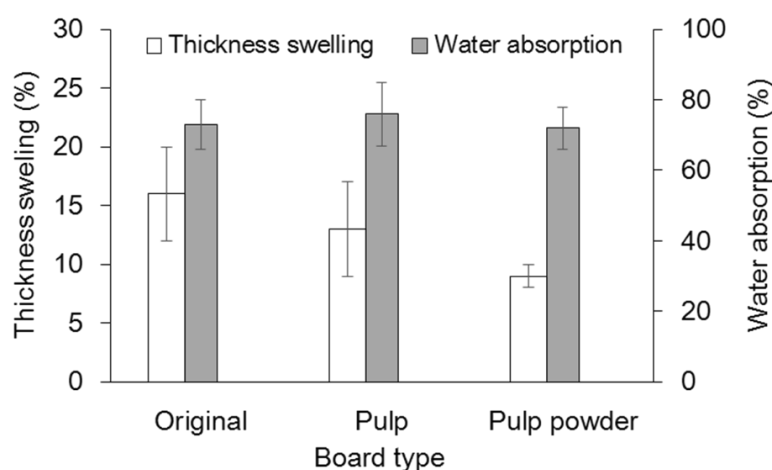 Thickness swelling
Water absorption
Thickness sweling (%)
30
25
20
15
10
5
0
100
80
60
40
20
0
Water absorption (%)
Original
Pulp
Pulp powder
Board type